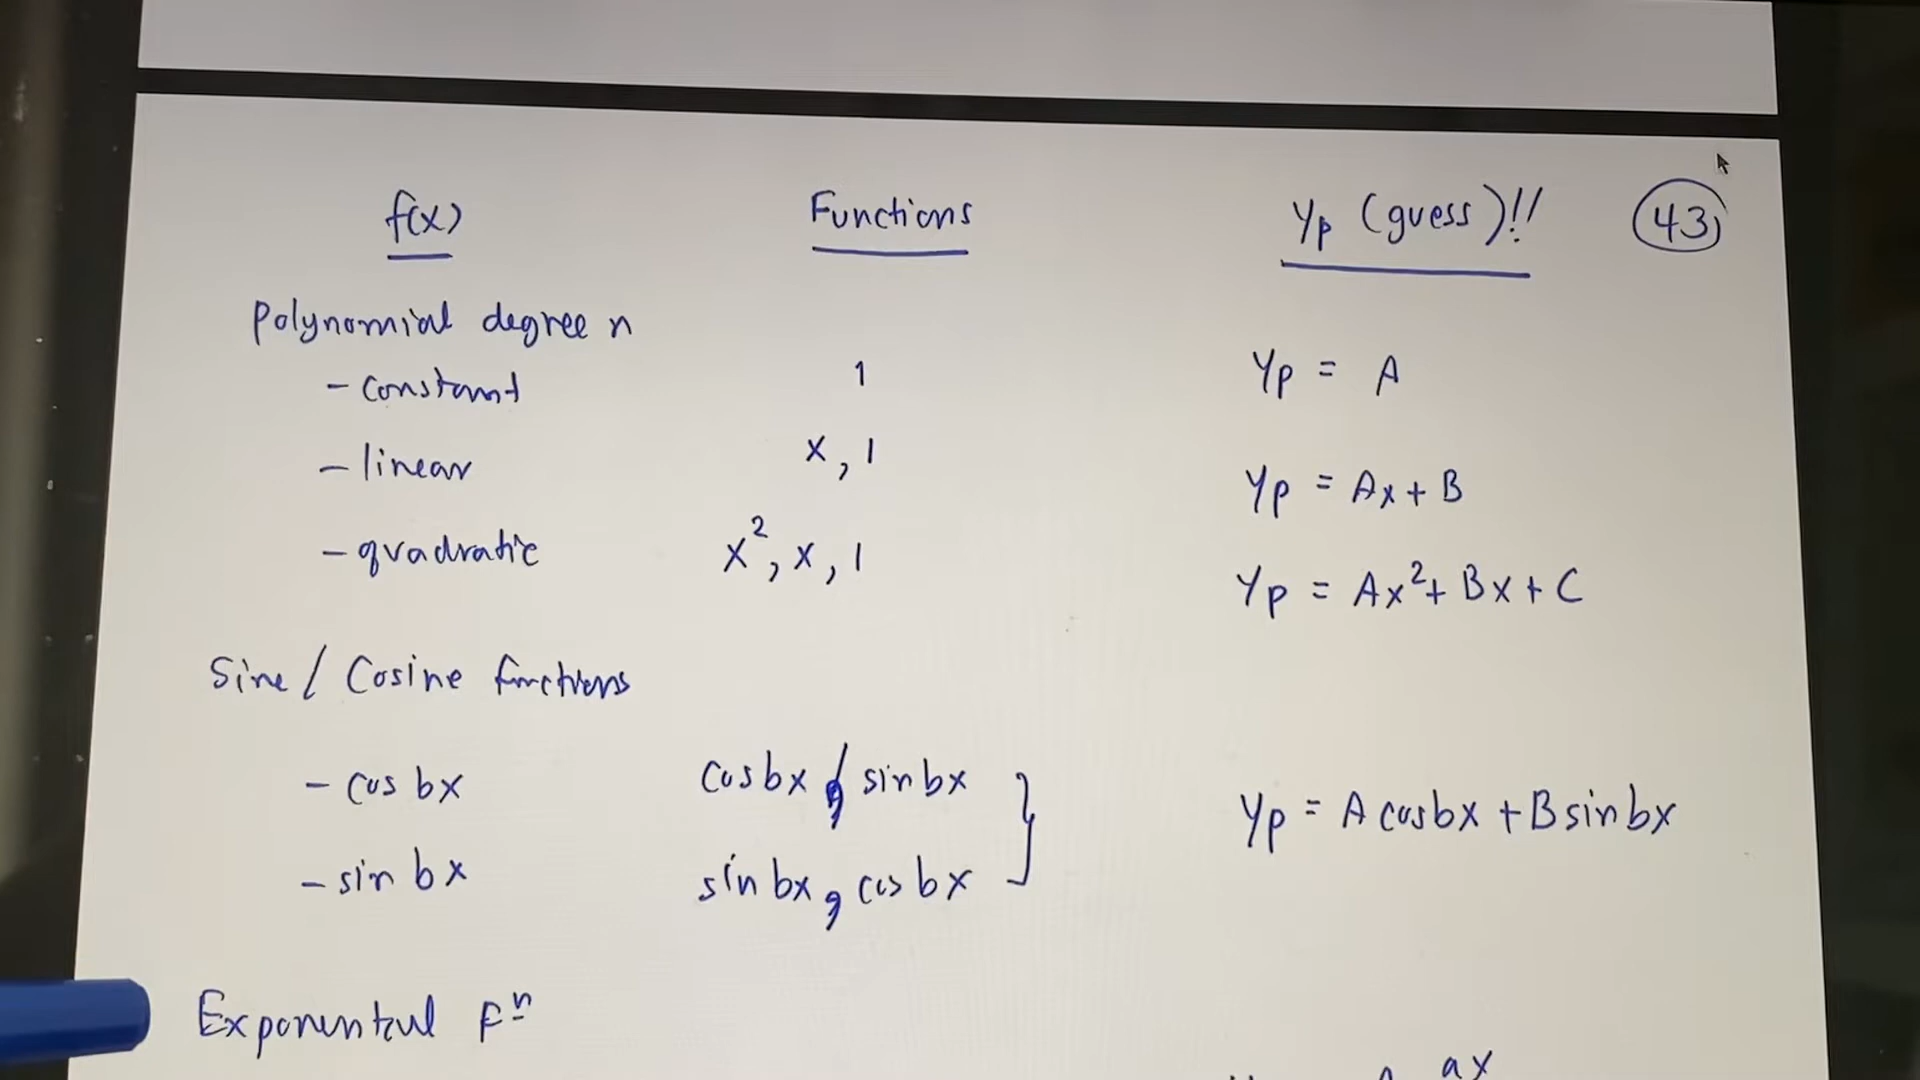 f(x) Functions Yp (guess)!! 43
Polynomial degree n
- constant 1 Yp = A
- linear x, 1 Yp = Ax + B
- quadratic x², x, 1 Yp = Ax² + Bx + C
Sine / Cosine functions
- cos bx cos bx, sin bx
Yp = A cos bx + B sin bx
- sin bx sin bx, cos bx
Exponential Fⁿ
ax